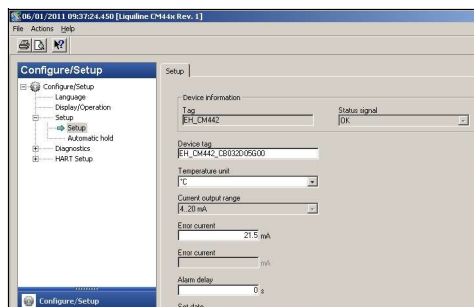 06/01/2011 09:37:24.450 [Liquiline CM44x Rev. 1]
File Actions Help
Configure/Setup
Setup
Configure/Setup
Language
Display/Operation
Setup
Setup
Automatic hold
Diagnostics
HART Setup
Device information
Tag
Status signal
EH_CM442
OK
Device tag
EH_CM442_CB032D05G00
Temperature unit
°C
Current output range
4..20 mA
Error current
21.5 mA
Error current
mA
Alarm delay
0 s
Set date
Configure/Setup